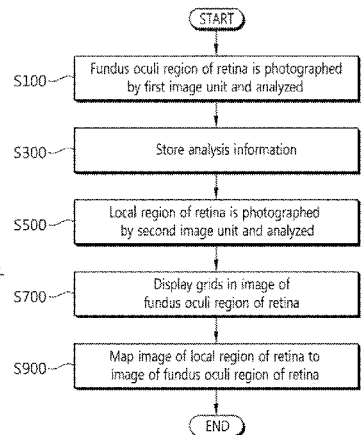 START
S100
Fundus oculi region of retina is photographed
by first image unit and analyzed
S300
Store analysis information
S500
Local region of retina is photographed
by second image unit and analyzed
S700
Display grids in image of
fundus oculi region of retina
S900
Map image of local region of retina to
image of fundus oculi region of retina
END